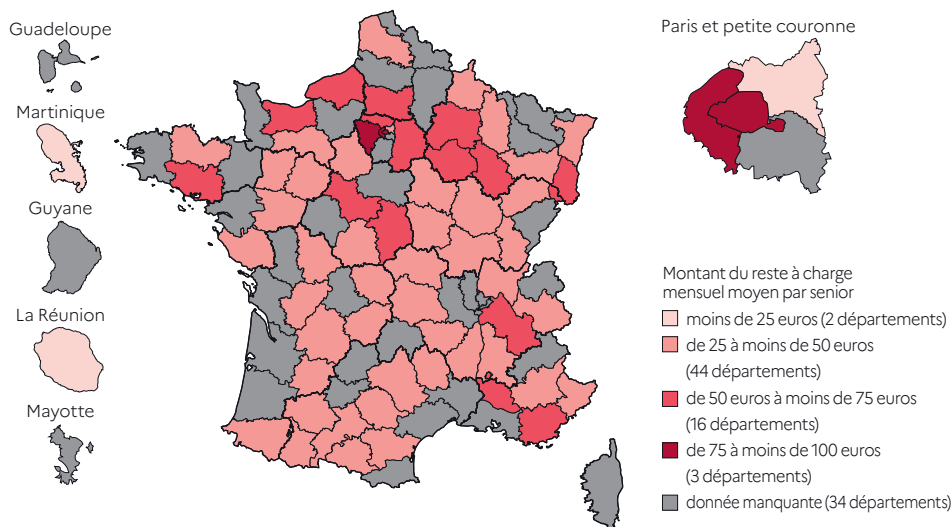 Guadeloupe
Martinique
Guyane
La Réunion
Mayotte
Paris et petite couronne
Montant du reste à charge
mensuel moyen par senior
moins de 25 euros (2 départements)
de 25 à moins de 50 euros
(44 départements)
de 50 euros à moins de 75 euros
(16 départements)
de 75 à moins de 100 euros
(3 départements)
donnée manquante (34 départements)